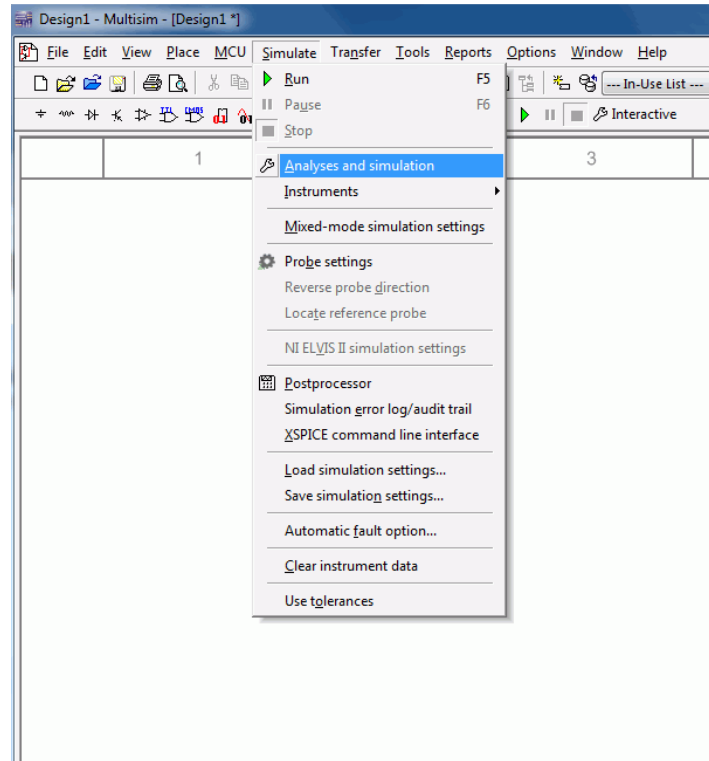 Design1 - Multisim - [Design1 *]
File Edit View Place MCU Simulate Transfer Tools Reports Options Window Help
--- In-Use List ---
Interactive
1
3
Run F5
Pause F6
Stop
Analyses and simulation
Instruments
Mixed-mode simulation settings
Probe settings
Reverse probe direction
Locate reference probe
NI ELVIS II simulation settings
Postprocessor
Simulation error log/audit trail
XSPICE command line interface
Load simulation settings...
Save simulation settings...
Automatic fault option...
Clear instrument data
Use tolerances